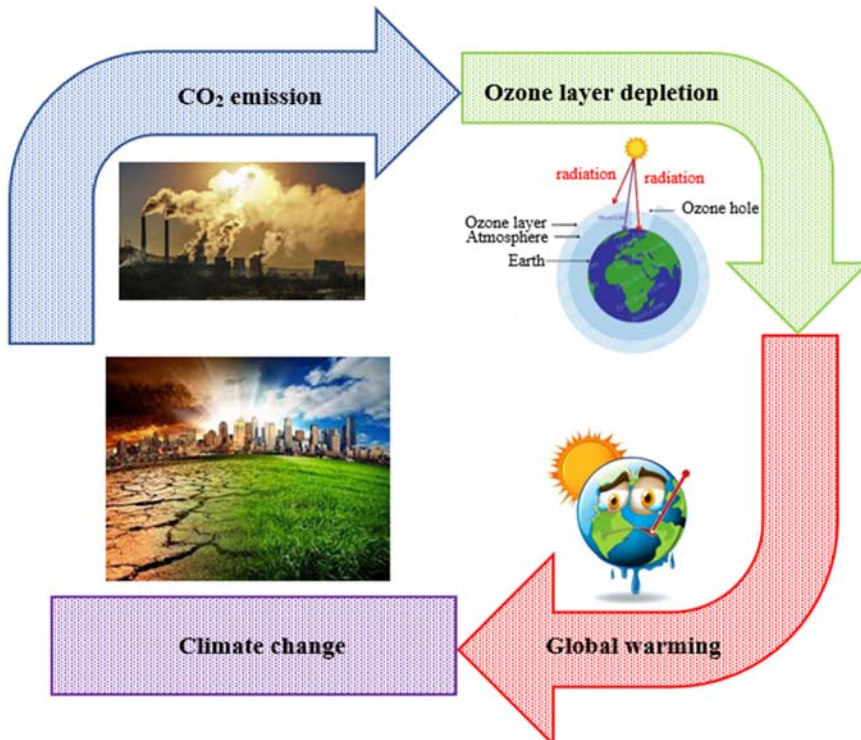 CO₂ emission
Ozone layer depletion
radiation
radiation
Ozone hole
Ozone layer
Atmosphere
Earth
Global warming
Climate change